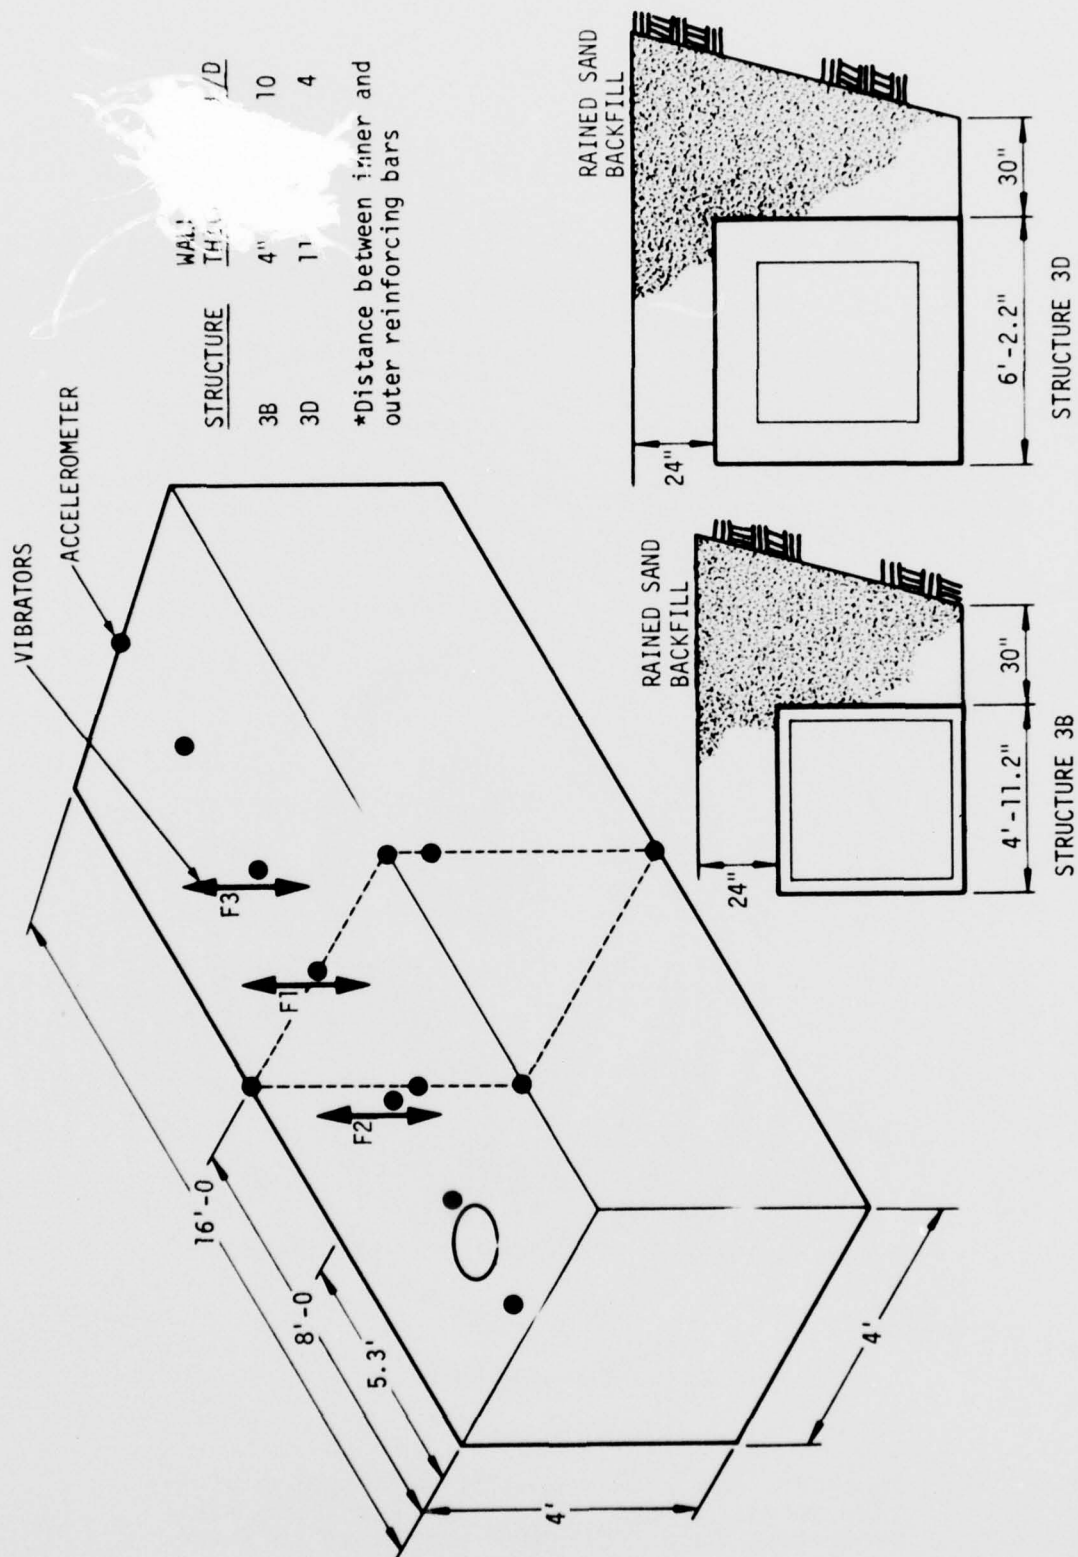 VIBRATORS
ACCELEROMETER
16'-0
8'-0
5.3'
4'
4'
F3
F1
F2
STRUCTURE
/D
3B 4" 10
3D 11 4
*Distance between inner and
outer reinforcing bars
RAINED SAND
BACKFILL
24"
4'-11.2"
30"
STRUCTURE 3B
RAINED SAND
BACKFILL
24"
6'-2.2"
30"
STRUCTURE 3D